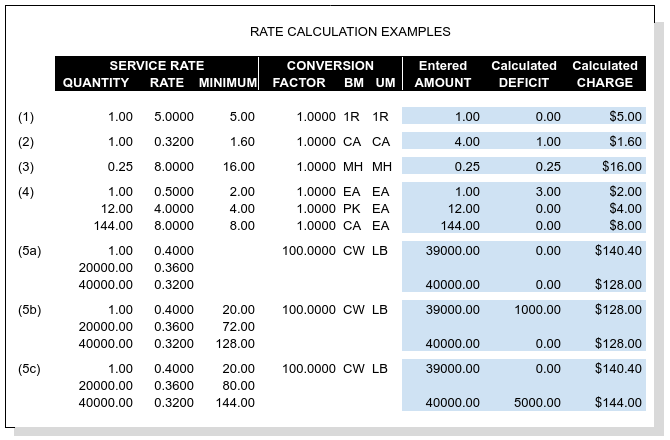 RATE CALCULATION EXAMPLES
SERVICE RATE CONVERSION Entered Calculated Calculated
QUANTITY RATE MINIMUM FACTOR BM UM AMOUNT DEFICIT CHARGE
(1) 1.00 5.0000 5.00 1.0000 1R 1R 1.00 0.00 $5.00
(2) 1.00 0.3200 1.60 1.0000 CA CA 4.00 1.00 $1.60
(3) 0.25 8.0000 16.00 1.0000 MH MH 0.25 0.25 $16.00
(4) 1.00 0.5000 2.00 1.0000 EA EA 1.00 3.00 $2.00
12.00 4.0000 4.00 1.0000 PK EA 12.00 0.00 $4.00
144.00 8.0000 8.00 1.0000 CA EA 144.00 0.00 $8.00
(5a) 1.00 0.4000 100.0000 CW LB 39000.00 0.00 $140.40
20000.00 0.3600
40000.00 0.3200 40000.00 0.00 $128.00
(5b) 1.00 0.4000 20.00 100.0000 CW LB 39000.00 1000.00 $128.00
20000.00 0.3600 72.00
40000.00 0.3200 128.00 40000.00 0.00 $128.00
(5c) 1.00 0.4000 20.00 100.0000 CW LB 39000.00 0.00 $140.40
20000.00 0.3600 80.00
40000.00 0.3200 144.00 40000.00 5000.00 $144.00